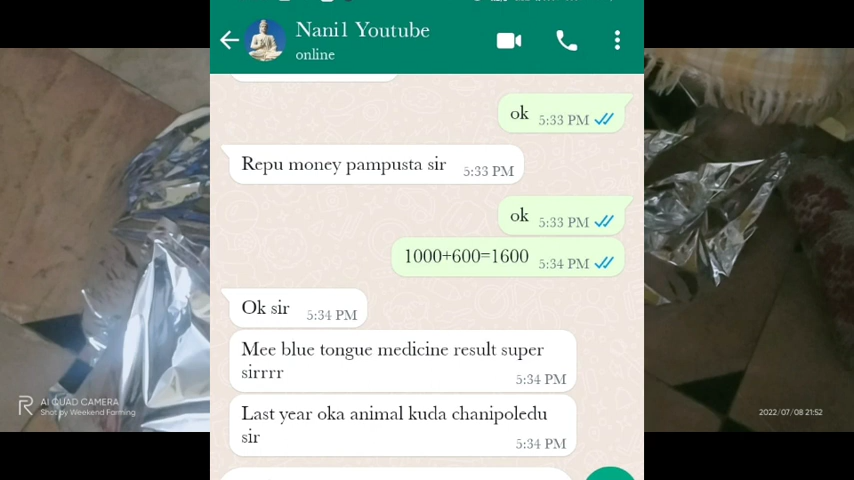 Nani1 Youtube
online
ok 5:33 PM
Repu money pampusta sir 5:33 PM
ok 5:33 PM
1000+600=1600 5:34 PM
Ok sir 5:34 PM
Mee blue tongue medicine result super
sirrrr
5:34 PM
Last year oka animal kuda chanipoledu
sir
5:34 PM
AI QUAD CAMERA
Shot by Weekend Farming
2022/07/08 21:52